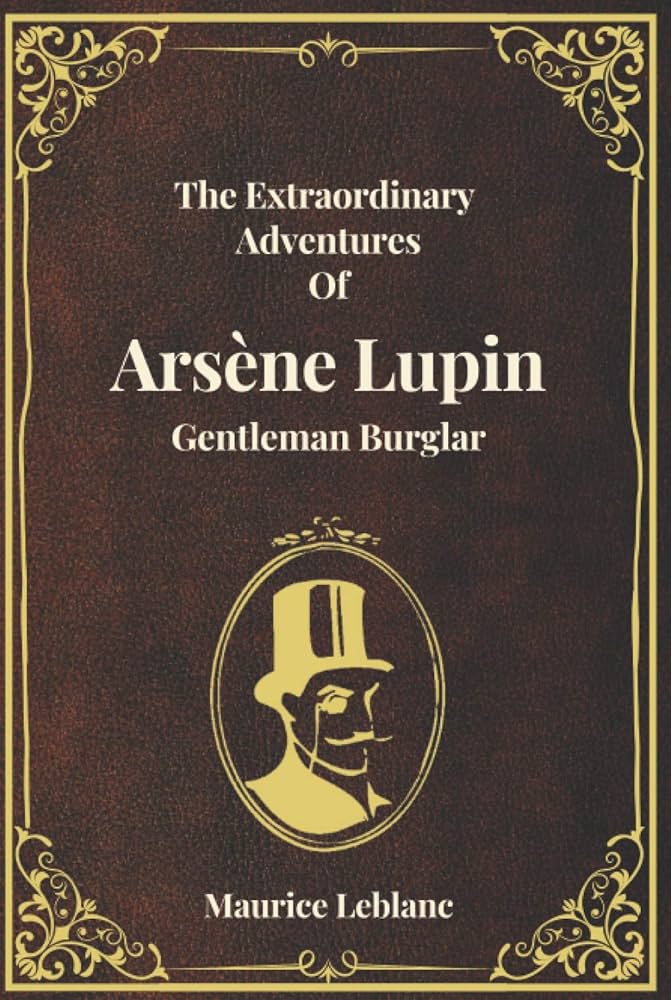 The Extraordinary
Adventures
Of
Arsène Lupin
Gentleman Burglar
Maurice Leblanc